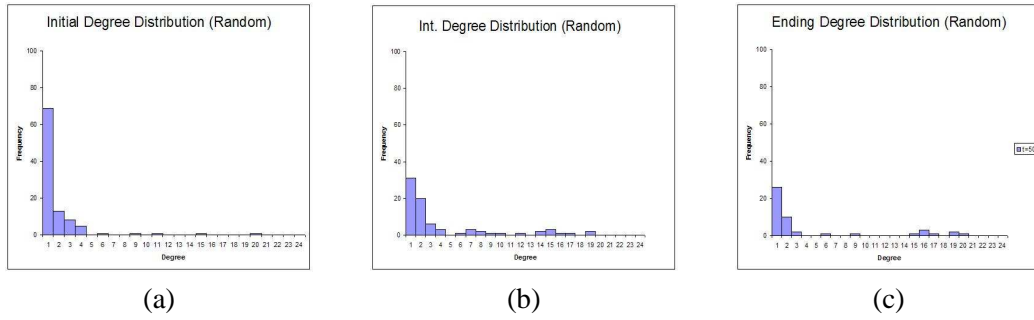 Initial Degree Distribution (Random)
Frequency
100
80
60
40
20
0
1 2 3 4 5 6 7 8 9 10 11 12 13 14 15 16 17 18 19 20 21 22 23 24
Degree
(a)
Int. Degree Distribution (Random)
Frequency
100
80
60
40
20
0
1 2 3 4 5 6 7 8 9 10 11 12 13 14 15 16 17 18 19 20 21 22 23 24
Degree
(b)
Ending Degree Distribution (Random)
Frequency
100
80
60
40
20
0
1 2 3 4 5 6 7 8 9 10 11 12 13 14 15 16 17 18 19 20 21 22 23 24
Degree
t=50
(c)